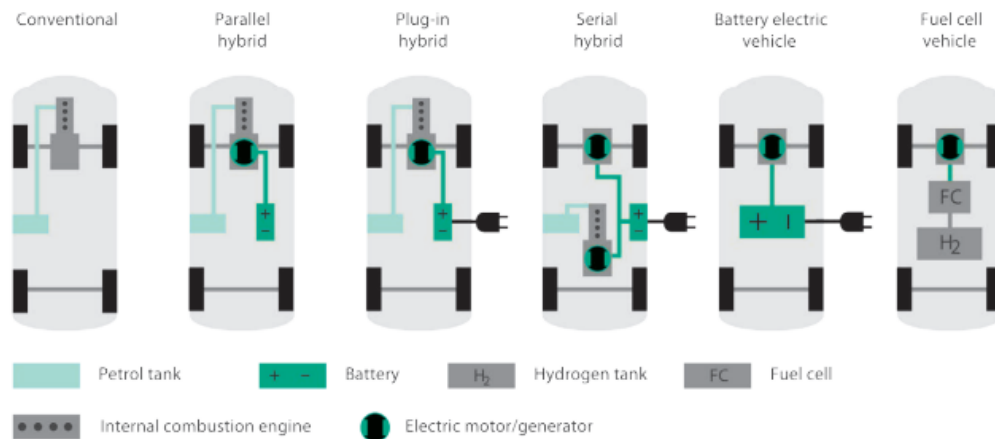 Conventional
Parallel
hybrid
Plug-in
hybrid
Serial
hybrid
Battery electric
vehicle
Fuel cell
vehicle
+
−
+
−
+
−
+ I
FC
H₂
Petrol tank
+ − Battery
H₂ Hydrogen tank
FC Fuel cell
Internal combustion engine
Electric motor/generator